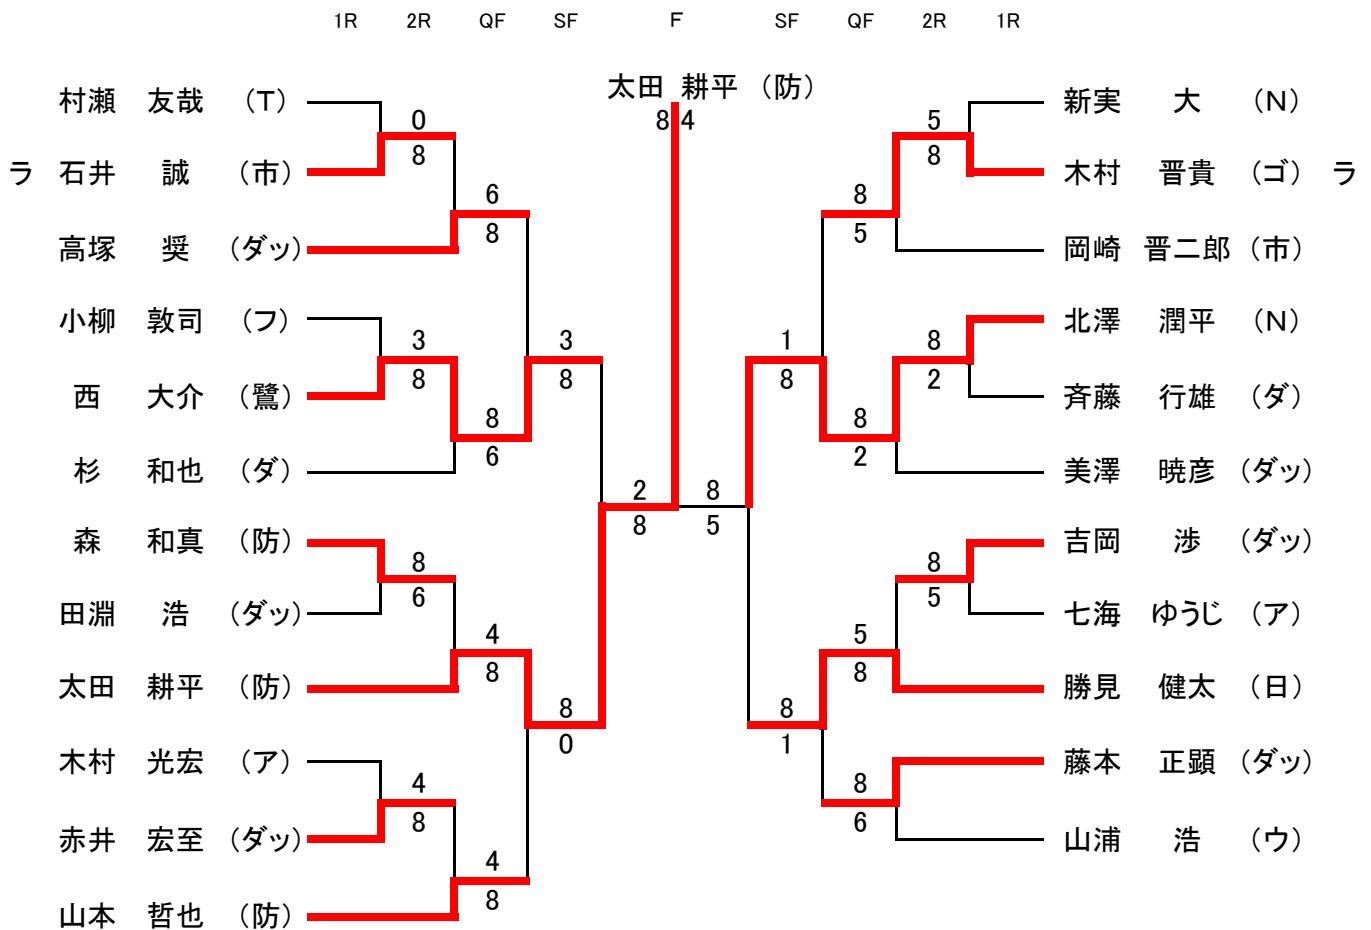 1R 2R QF SF F SF QF 2R 1R
太田 耕平 (防)
8 4
村瀬 友哉 (T) 新実 大 (N)
0 5
8 8
ラ 石井 誠 (市) 木村 晋貴 (ゴ) ラ
6 8
8 5
高塚 奨 (ダッ) 岡崎 晋二郎 (市)
小柳 敦司 (フ) 北澤 潤平 (N)
3 3 1 8
8 8 8 2
西 大介 (鷺) 斉藤 行雄 (ダ)
8 8
6 2
杉 和也 (ダ) 美澤 暁彦 (ダッ)
2 8
8 5
森 和真 (防) 吉岡 渉 (ダッ)
8 8
6 5
田淵 浩 (ダッ) 七海 ゆうじ (ア)
4 5
8 8
太田 耕平 (防) 勝見 健太 (日)
8 8
0 1
木村 光宏 (ア) 藤本 正顕 (ダッ)
4 8
8 6
赤井 宏至 (ダッ) 山浦 浩 (ウ)
4
8
山本 哲也 (防)